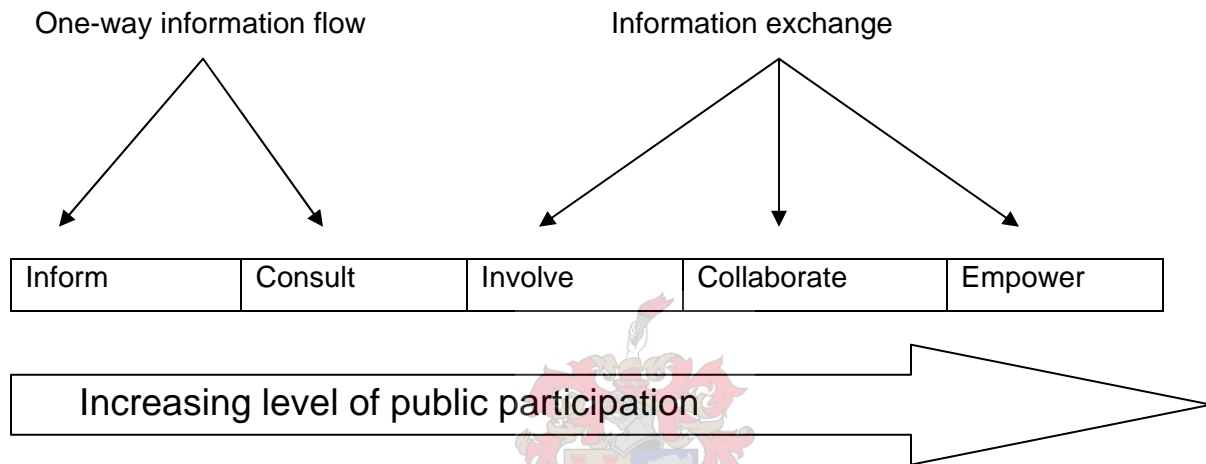 One-way information flow
Information exchange
Inform
Consult
Involve
Collaborate
Empower
Increasing level of public participation